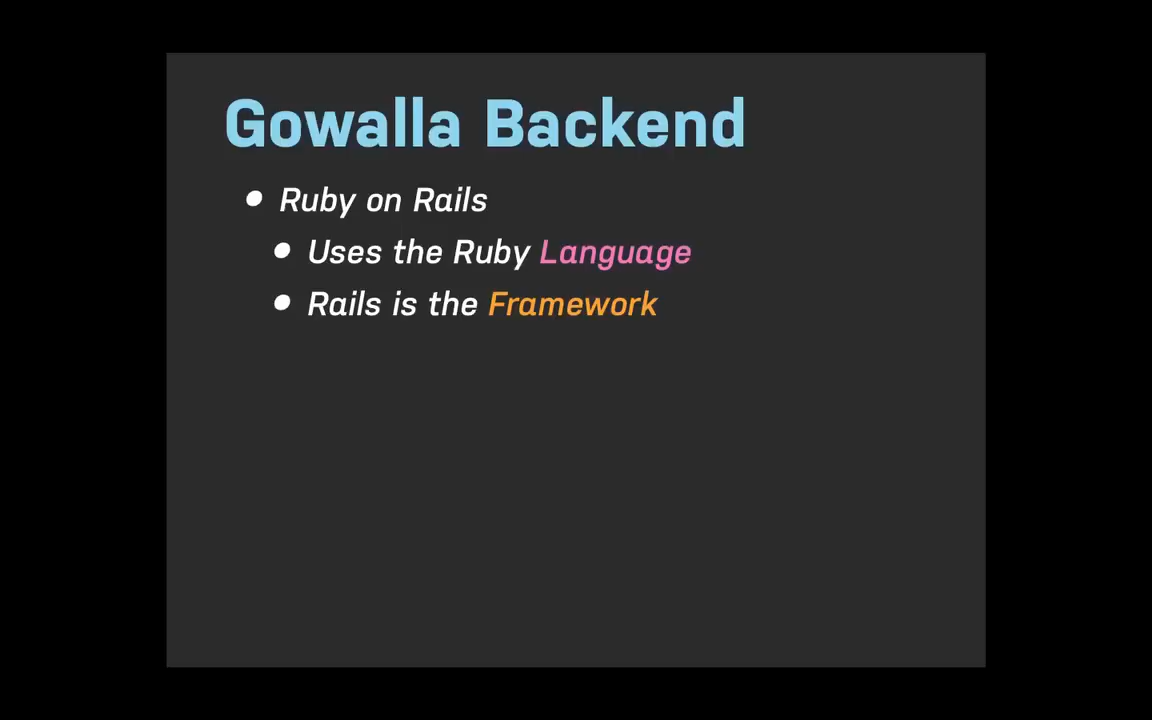 Gowalla Backend
• Ruby on Rails
• Uses the Ruby Language
• Rails is the Framework